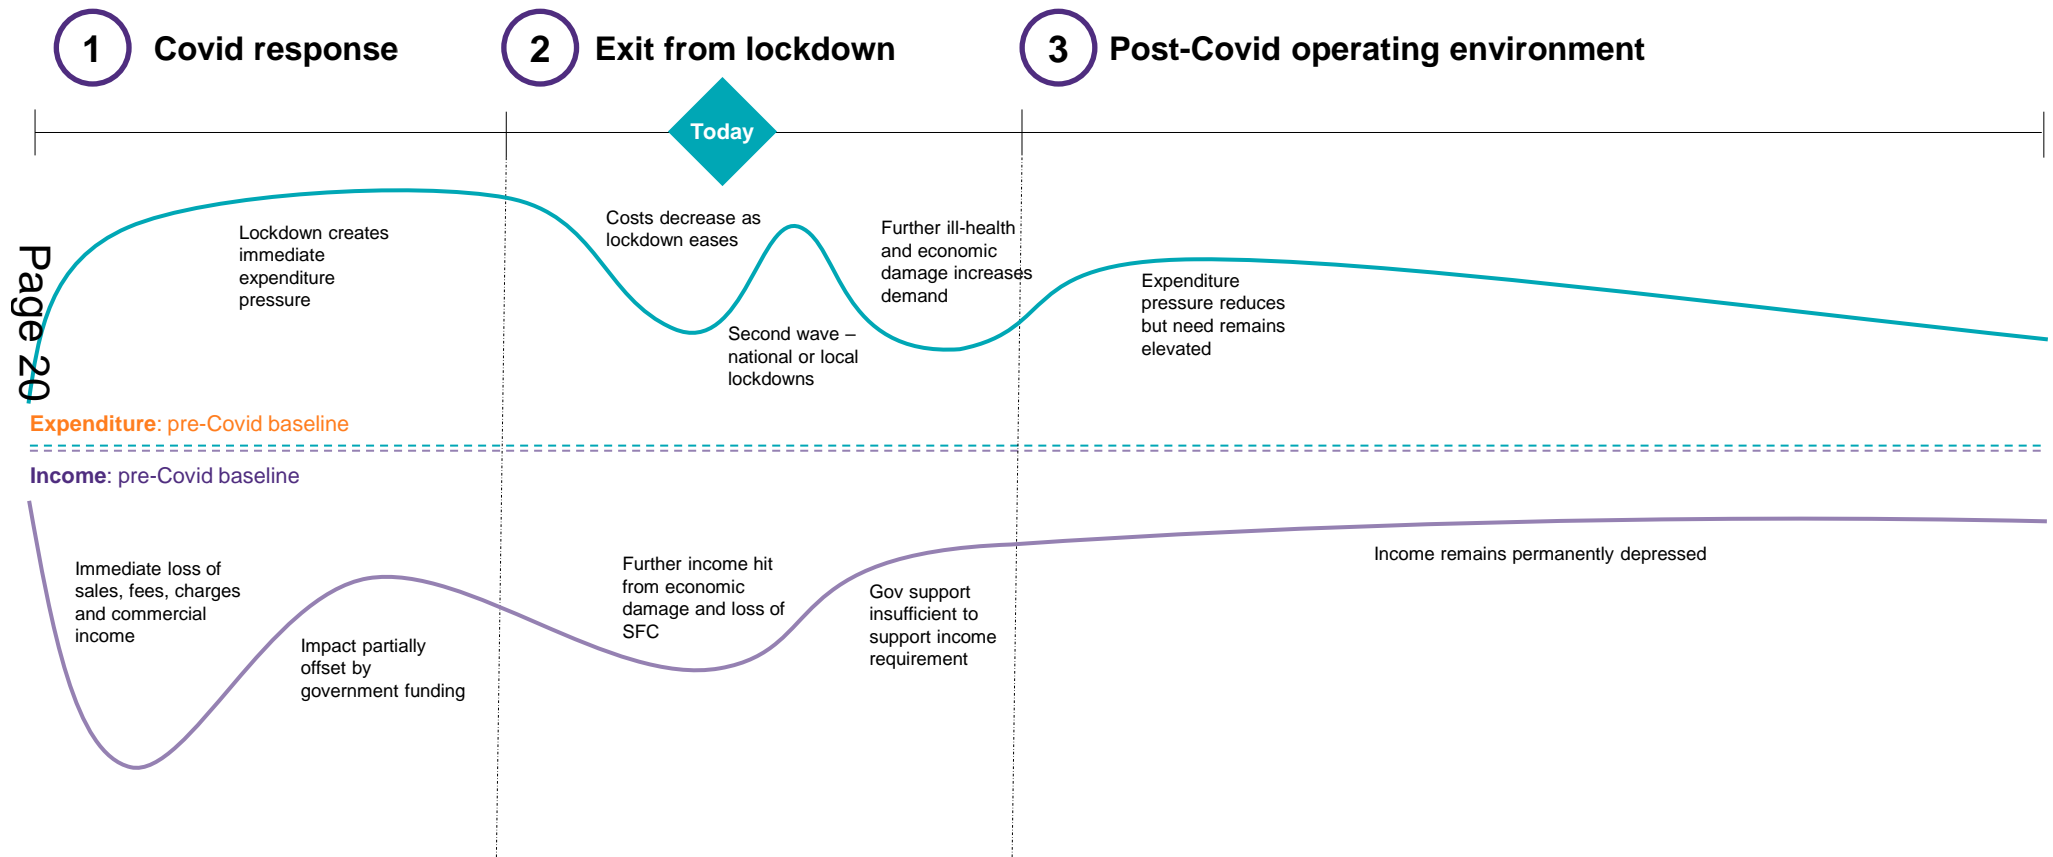 1 Covid response
2 Exit from lockdown
3 Post-Covid operating environment
Today
Lockdown creates
immediate
expenditure
pressure
Costs decrease as
lockdown eases
Second wave –
national or local
lockdowns
Further ill-health
and economic
damage increases
demand
Expenditure
pressure reduces
but need remains
elevated
Page 20
Expenditure: pre-Covid baseline
Income: pre-Covid baseline
Immediate loss of
sales, fees, charges
and commercial
income
Impact partially
offset by
government funding
Further income hit
from economic
damage and loss of
SFC
Gov support
insufficient to
support income
requirement
Income remains permanently depressed